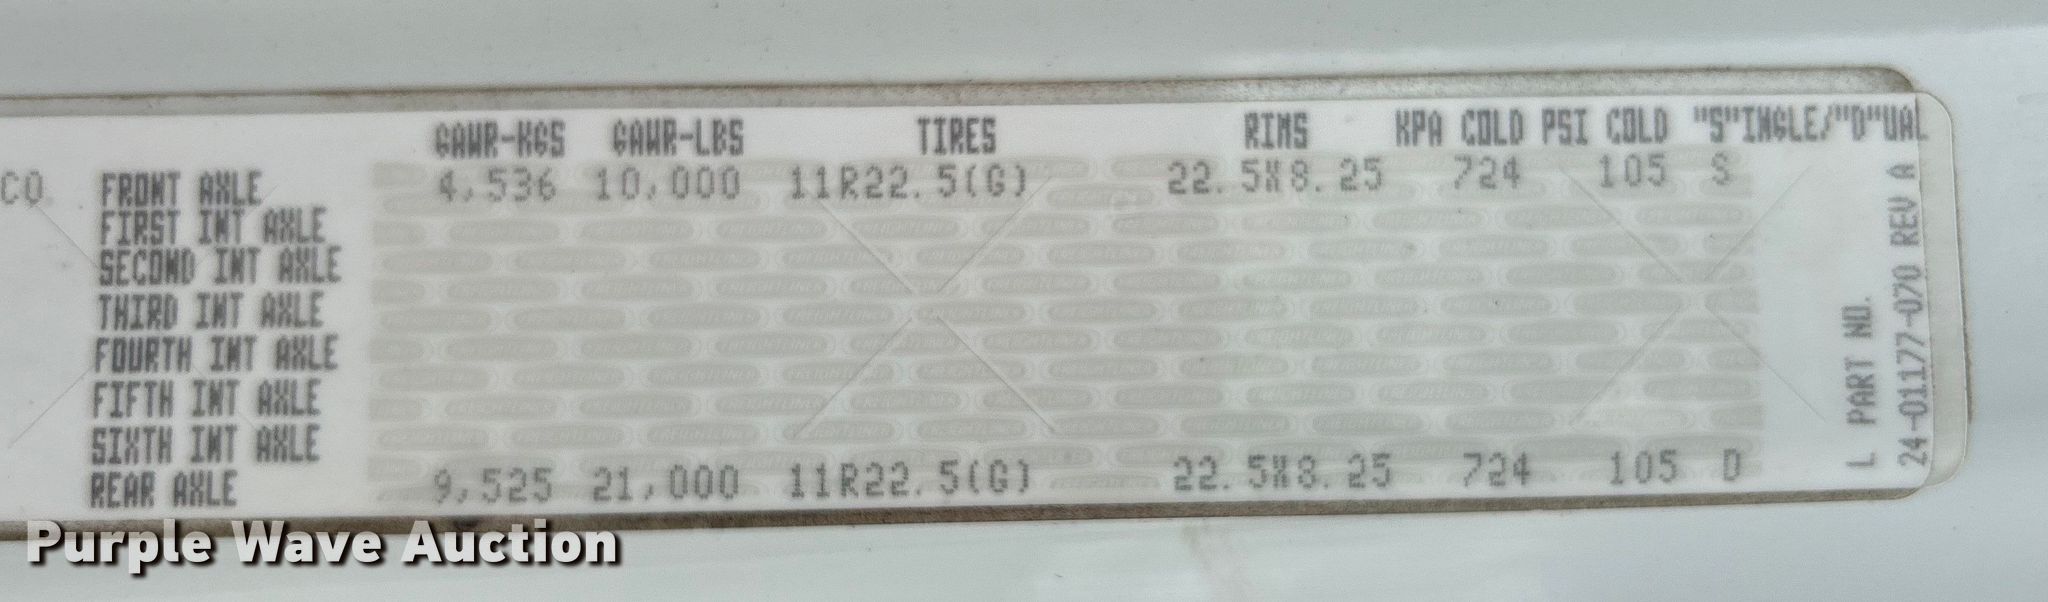 GAWR-KGS GAWR-LBS TIRES RIMS KPA COLD PSI COLD "S"INGLE/"D"UAL
CO FRONT AXLE 4,536 10,000 11R22.5(G) 22.5X8.25 724 105 S
FIRST INT AXLE
SECOND INT AXLE
THIRD INT AXLE
FOURTH INT AXLE
FIFTH INT AXLE
SIXTH INT AXLE
REAR AXLE 9,525 21,000 11R22.5(G) 22.5X8.25 724 105 D
L PART NO.
24-01177-070 REV A
FREIGHTLINER
Purple Wave Auction